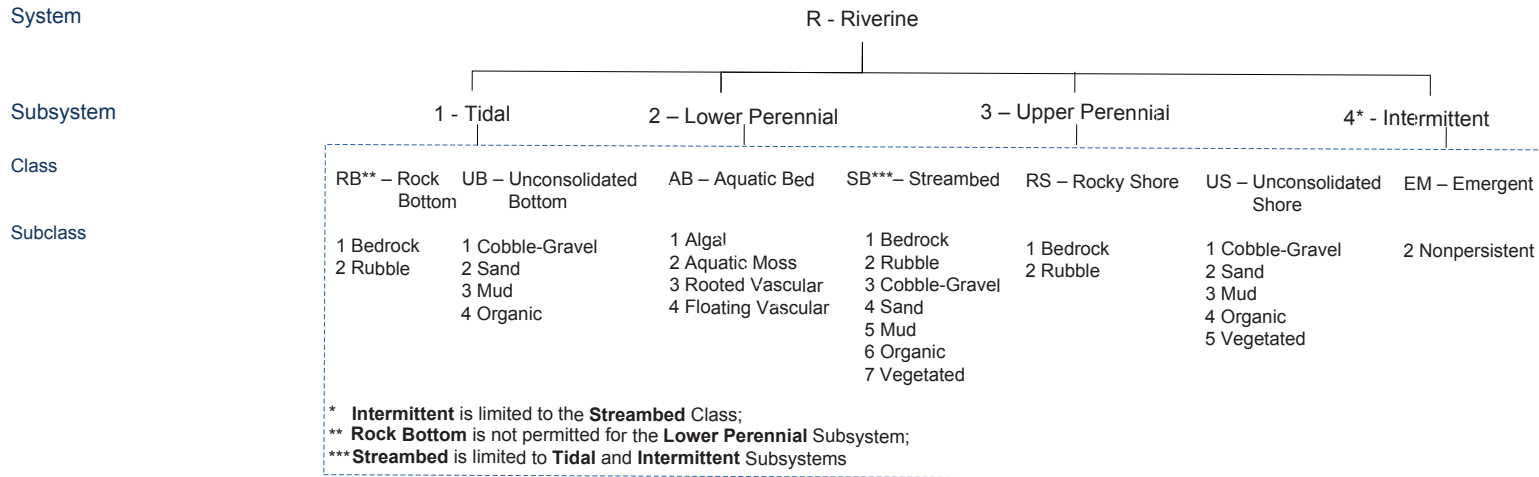 System
R - Riverine
Subsystem
1 - Tidal
2 – Lower Perennial
3 – Upper Perennial
4* - Intermittent
Class
RB** – Rock
Bottom
UB – Unconsolidated
Bottom
AB – Aquatic Bed
SB***– Streambed
RS – Rocky Shore
US – Unconsolidated
Shore
EM – Emergent
Subclass
1 Bedrock
2 Rubble
1 Cobble-Gravel
2 Sand
3 Mud
4 Organic
1 Algal
2 Aquatic Moss
3 Rooted Vascular
4 Floating Vascular
1 Bedrock
2 Rubble
3 Cobble-Gravel
4 Sand
5 Mud
6 Organic
7 Vegetated
1 Bedrock
2 Rubble
1 Cobble-Gravel
2 Sand
3 Mud
4 Organic
5 Vegetated
2 Nonpersistent
* Intermittent is limited to the Streambed Class;
** Rock Bottom is not permitted for the Lower Perennial Subsystem;
***Streambed is limited to Tidal and Intermittent Subsystems